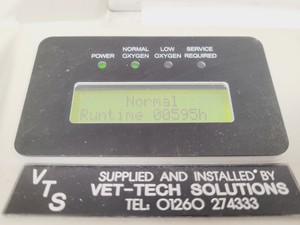 POWER
NORMAL OXYGEN
LOW OXYGEN
SERVICE REQUIRED
Normal
Runtime 00595h
VTS
SUPPLIED AND INSTALLED BY
VET-TECH SOLUTIONS
TEL: 01260 274333